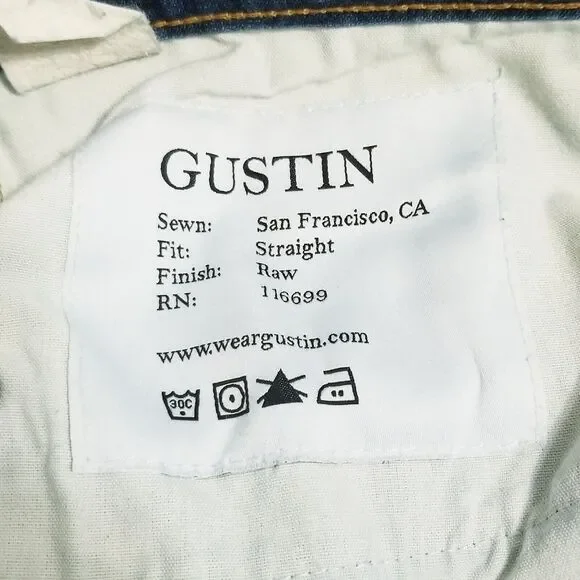 GUSTIN
Sewn: San Francisco, CA
Fit: Straight
Finish: Raw
RN: 116699
www.weargustin.com
30C